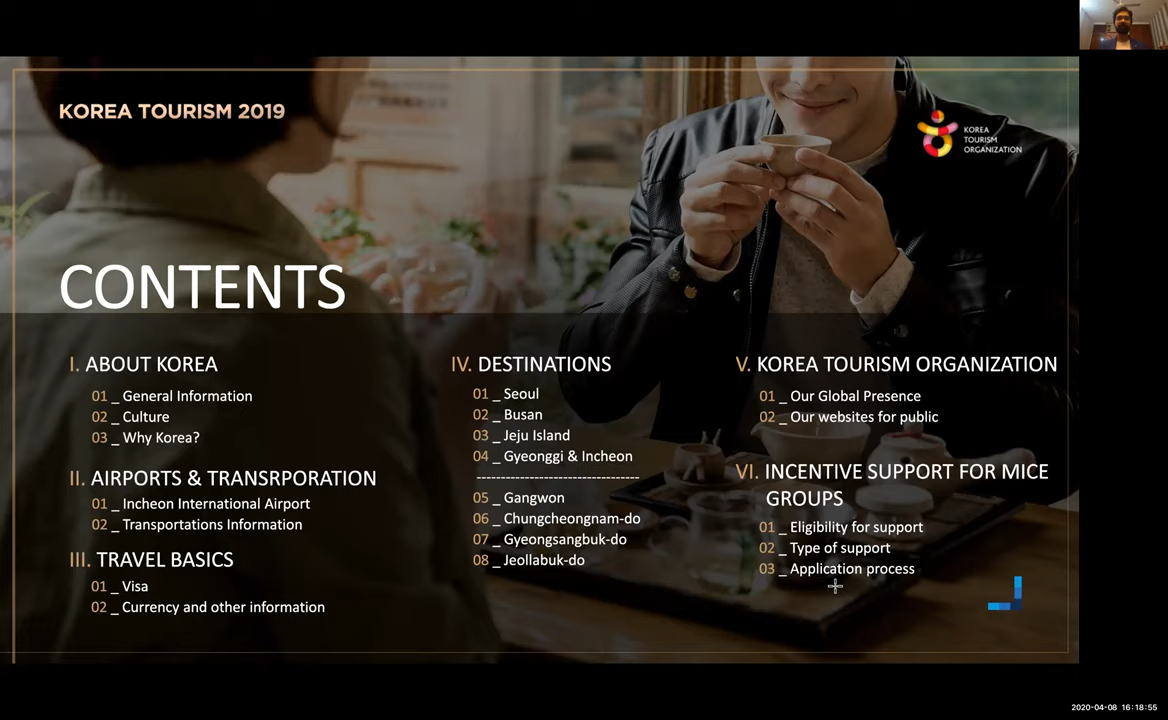 KOREA TOURISM 2019
KOREA
TOURISM
ORGANIZATION
CONTENTS
I. ABOUT KOREA
01 _ General Information
02 _ Culture
03 _ Why Korea?
II. AIRPORTS & TRANSRPORATION
01 _ Incheon International Airport
02 _ Transportations Information
III. TRAVEL BASICS
01 _ Visa
02 _ Currency and other information
IV. DESTINATIONS
01 _ Seoul
02 _ Busan
03 _ Jeju Island
04 _ Gyeonggi & Incheon
----------------------------------
05 _ Gangwon
06 _ Chungcheongnam-do
07 _ Gyeongsangbuk-do
08 _ Jeollabuk-do
V. KOREA TOURISM ORGANIZATION
01 _ Our Global Presence
02 _ Our websites for public
VI. INCENTIVE SUPPORT FOR MICE
GROUPS
01 _ Eligibility for support
02 _ Type of support
03 _ Application process
2020-04-08 16:18:55